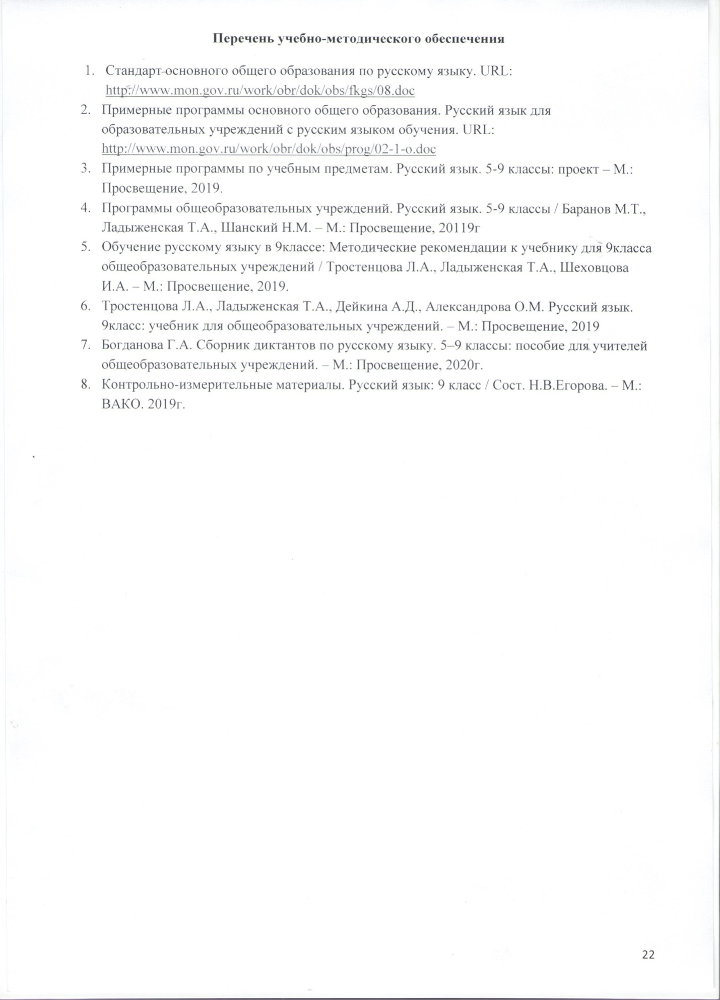 Перечень учебно-методического обеспечения
1. Стандарт основного общего образования по русскому языку. URL:
http://www.mon.gov.ru/work/obr/dok/obs/fkgs/08.doc
2. Примерные программы основного общего образования. Русский язык для
образовательных учреждений с русским языком обучения. URL:
http://www.mon.gov.ru/work/obr/dok/obs/prog/02-1-o.doc
3. Примерные программы по учебным предметам. Русский язык. 5-9 классы: проект – М.:
Просвещение, 2019.
4. Программы общеобразовательных учреждений. Русский язык. 5-9 классы / Баранов М.Т.,
Ладыженская Т.А., Шанский Н.М. – М.: Просвещение, 20119г
5. Обучение русскому языку в 9классе: Методические рекомендации к учебнику для 9класса
общеобразовательных учреждений / Тростенцова Л.А., Ладыженская Т.А., Шеховцова
И.А. – М.: Просвещение, 2019.
6. Тростенцова Л.А., Ладыженская Т.А., Дейкина А.Д., Александрова О.М. Русский язык.
9класс: учебник для общеобразовательных учреждений. – М.: Просвещение, 2019
7. Богданова Г.А. Сборник диктантов по русскому языку. 5–9 классы: пособие для учителей
общеобразовательных учреждений. – М.: Просвещение, 2020г.
8. Контрольно-измерительные материалы. Русский язык: 9 класс / Сост. Н.В.Егорова. – М.:
ВАКО. 2019г.
22